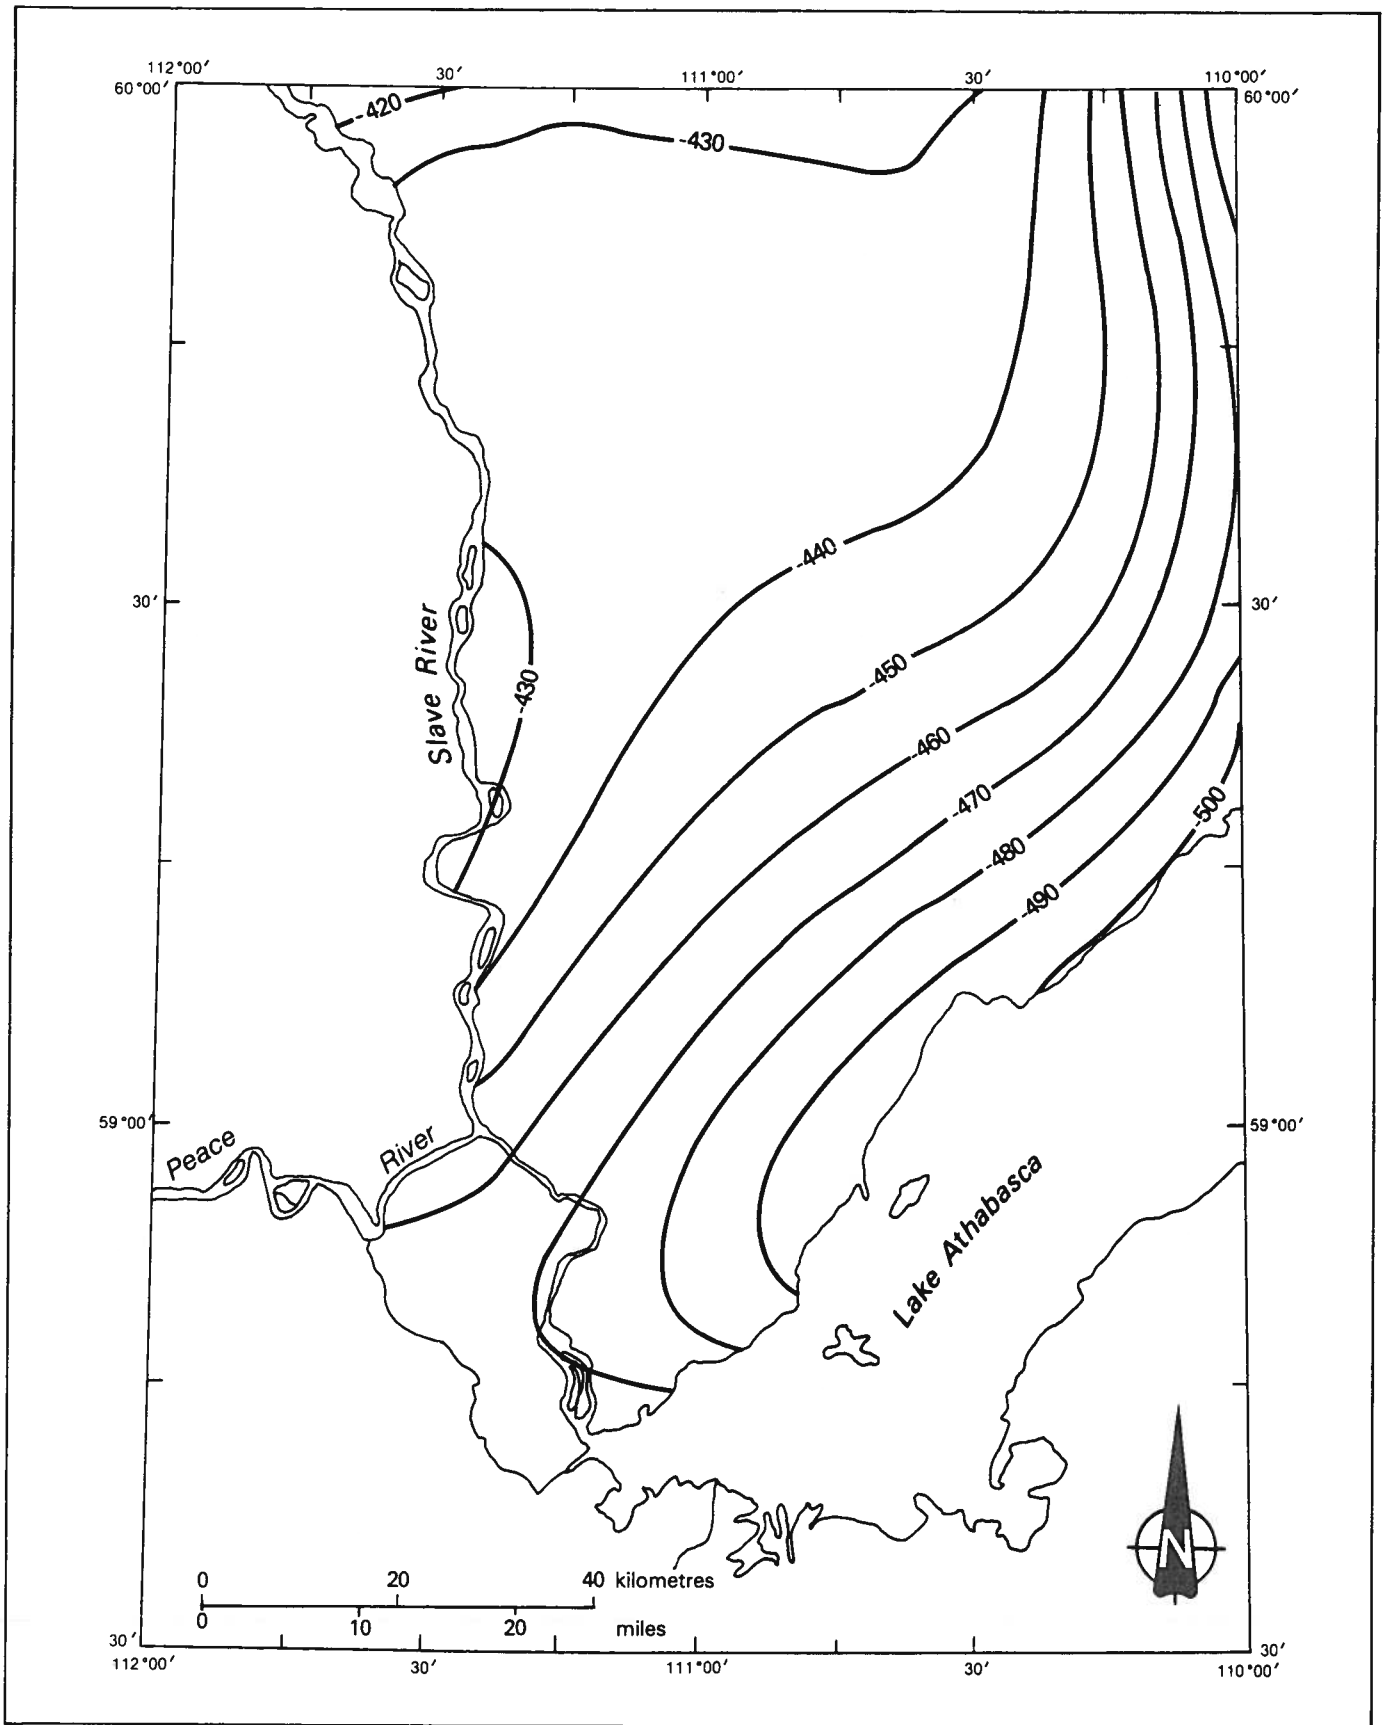 112°00′ 30′ 111°00′ 30′ 110°00′
60°00′ 60°00′
-420
-430
-440
30′ 30′
Slave River
-450
-430
-460
-470
-500
-480
-490
59°00′ 59°00′
Peace River
Lake Athabasca
N
0 20 40 kilometres
0 10 20 miles
30′ 30′
112°00′ 30′ 111°00′ 30′ 110°00′